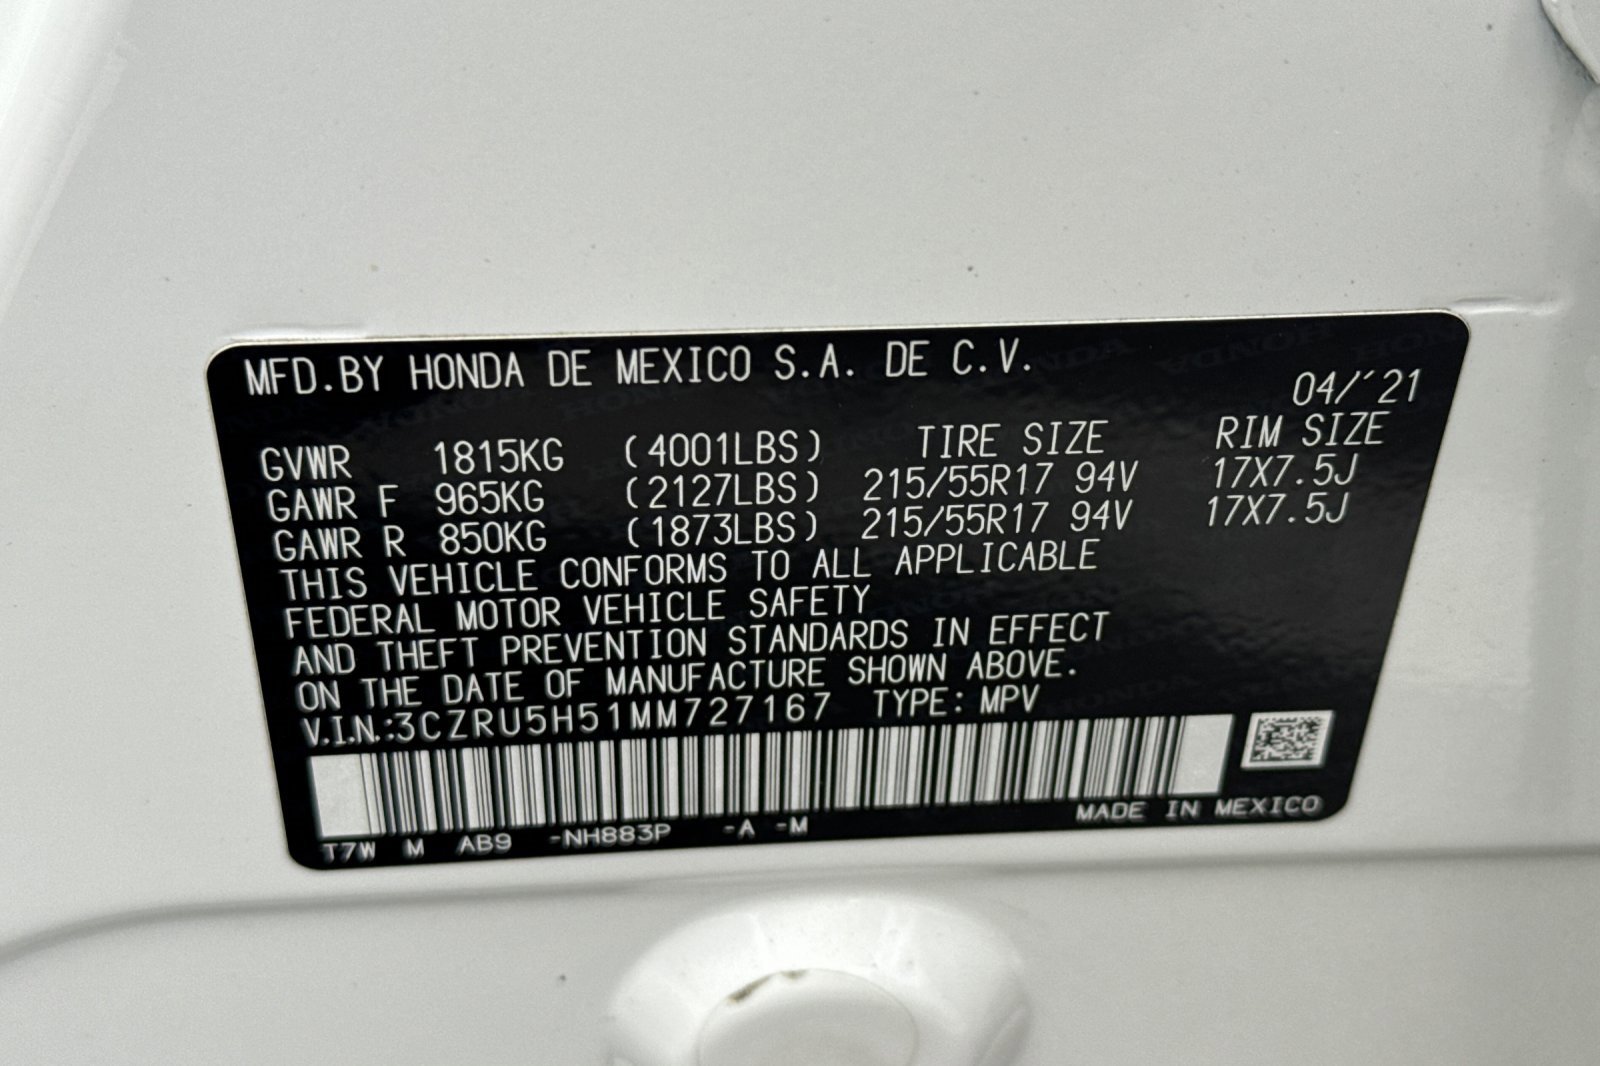 MFD.BY HONDA DE MEXICO S.A. DE C.V.
04/'21
GVWR 1815KG (4001LBS) TIRE SIZE RIM SIZE
GAWR F 965KG (2127LBS) 215/55R17 94V 17X7.5J
GAWR R 850KG (1873LBS) 215/55R17 94V 17X7.5J
THIS VEHICLE CONFORMS TO ALL APPLICABLE
FEDERAL MOTOR VEHICLE SAFETY
AND THEFT PREVENTION STANDARDS IN EFFECT
ON THE DATE OF MANUFACTURE SHOWN ABOVE.
V.I.N.:3CZRU5H51MM727167 TYPE: MPV
T7W M AB9 -NH883P -A -M MADE IN MEXICO